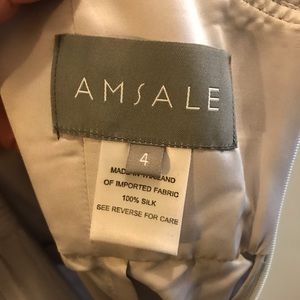 AMSALE
4
MADE IN THAILAND
OF IMPORTED FABRIC
100% SILK
SEE REVERSE FOR CARE